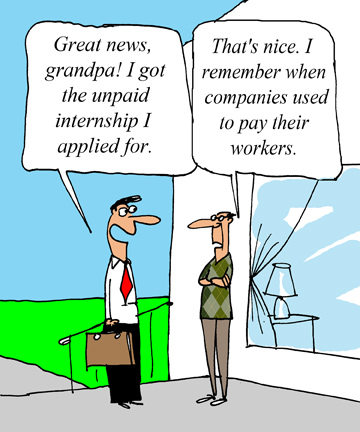 Great news,
grandpa! I got
the unpaid
internship I
applied for.
That's nice. I
remember when
companies used
to pay their
workers.